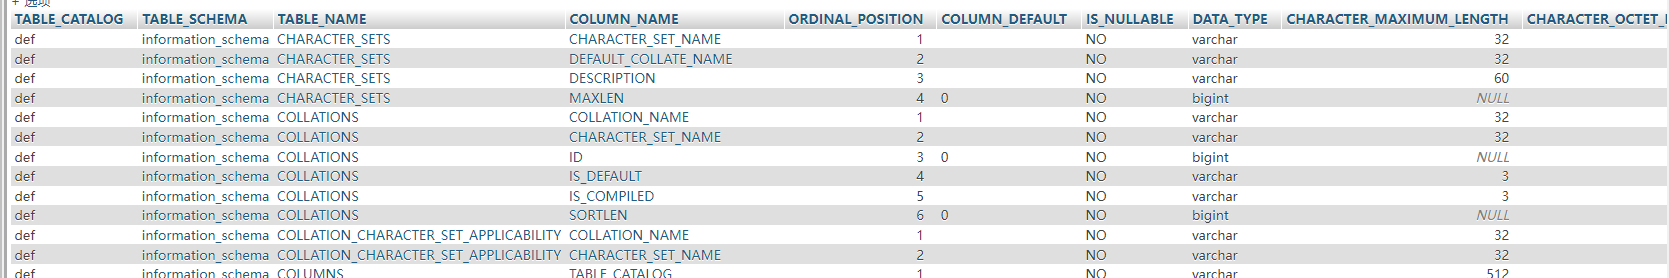 + 选项
TABLE_CATALOG TABLE_SCHEMA TABLE_NAME COLUMN_NAME ORDINAL_POSITION COLUMN_DEFAULT IS_NULLABLE DATA_TYPE CHARACTER_MAXIMUM_LENGTH CHARACTER_OCTET_
def information_schema CHARACTER_SETS CHARACTER_SET_NAME 1 NO varchar 32
def information_schema CHARACTER_SETS DEFAULT_COLLATE_NAME 2 NO varchar 32
def information_schema CHARACTER_SETS DESCRIPTION 3 NO varchar 60
def information_schema CHARACTER_SETS MAXLEN 4 0 NO bigint NULL
def information_schema COLLATIONS COLLATION_NAME 1 NO varchar 32
def information_schema COLLATIONS CHARACTER_SET_NAME 2 NO varchar 32
def information_schema COLLATIONS ID 3 0 NO bigint NULL
def information_schema COLLATIONS IS_DEFAULT 4 NO varchar 3
def information_schema COLLATIONS IS_COMPILED 5 NO varchar 3
def information_schema COLLATIONS SORTLEN 6 0 NO bigint NULL
def information_schema COLLATION_CHARACTER_SET_APPLICABILITY COLLATION_NAME 1 NO varchar 32
def information_schema COLLATION_CHARACTER_SET_APPLICABILITY CHARACTER_SET_NAME 2 NO varchar 32
def information_schema COLUMNS TABLE_CATALOG 1 NO varchar 512